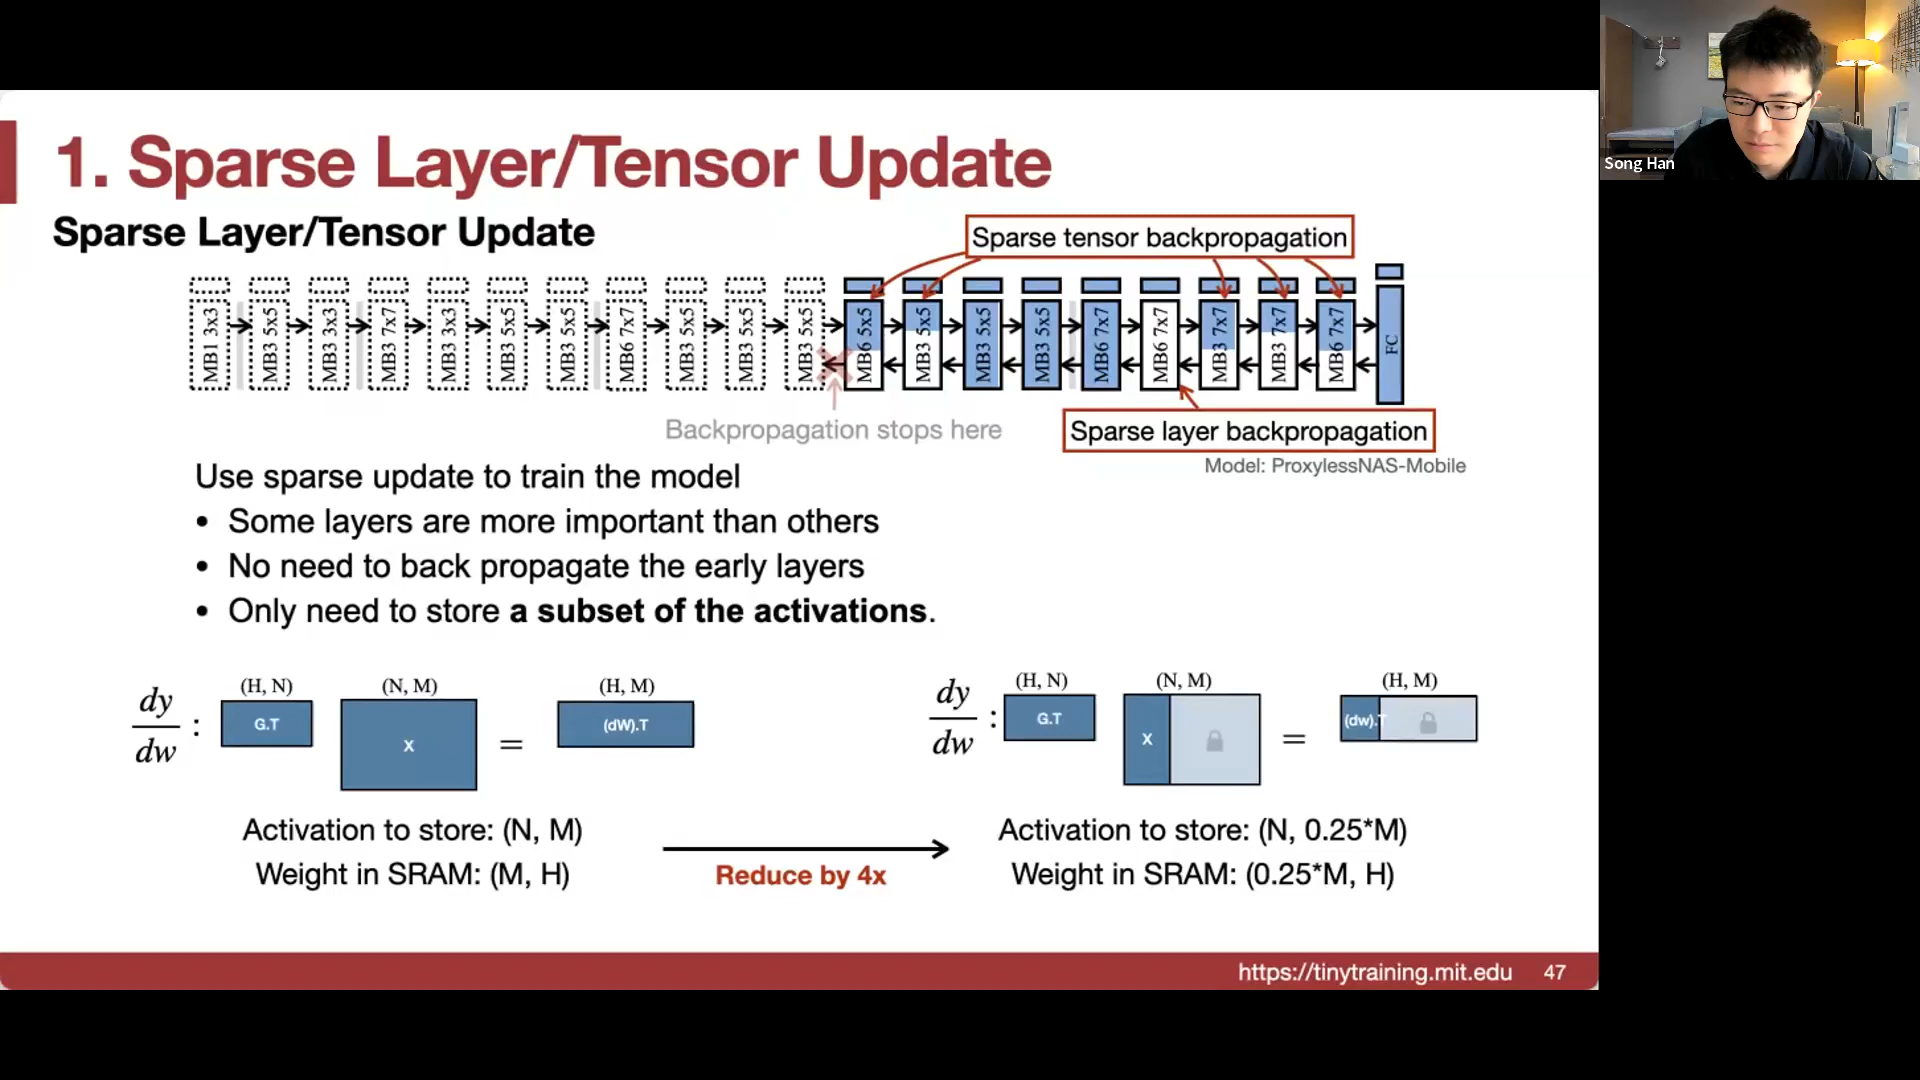 1. Sparse Layer/Tensor Update
Song Han
Sparse Layer/Tensor Update
Sparse tensor backpropagation
MB1 3x3
MB3 5x5
MB3 3x3
MB3 7x7
MB3 3x3
MB3 5x5
MB3 5x5
MB6 7x7
MB3 5x5
MB3 5x5
MB3 5x5
MB6 5x5
MB3 5x5
MB3 5x5
MB3 5x5
MB6 7x7
MB6 7x7
MB3 7x7
MB3 7x7
MB6 7x7
FC
Backpropagation stops here
Sparse layer backpropagation
Model: ProxylessNAS-Mobile
Use sparse update to train the model
• Some layers are more important than others
• No need to back propagate the early layers
• Only need to store a subset of the activations.
dy/dw :
(H, N)
(N, M)
(H, M)
G.T
X
=
(dW).T
Activation to store: (N, M)
Weight in SRAM: (M, H)
Reduce by 4x
dy/dw :
(H, N)
(N, M)
(H, M)
G.T
X
=
(dw).T
Activation to store: (N, 0.25*M)
Weight in SRAM: (0.25*M, H)
https://tinytraining.mit.edu 47